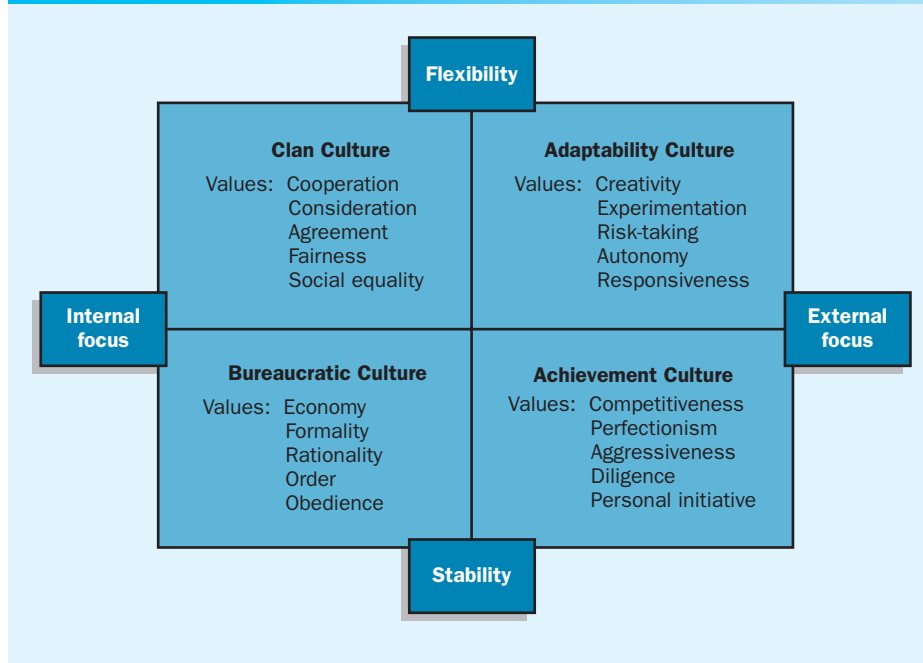 Flexibility
Clan Culture
Values: Cooperation
Consideration
Agreement
Fairness
Social equality
Adaptability Culture
Values: Creativity
Experimentation
Risk-taking
Autonomy
Responsiveness
Internal
focus
External
focus
Bureaucratic Culture
Values: Economy
Formality
Rationality
Order
Obedience
Achievement Culture
Values: Competitiveness
Perfectionism
Aggressiveness
Diligence
Personal initiative
Stability